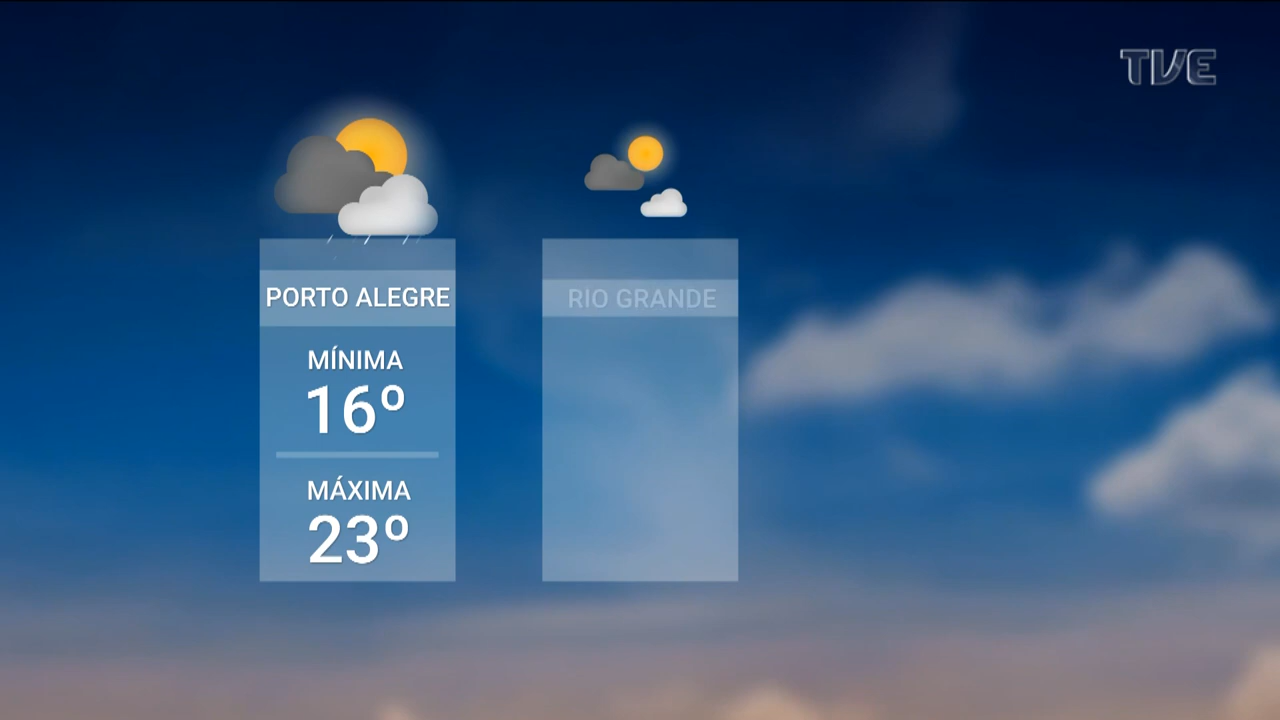 TVE
PORTO ALEGRE
MÍNIMA
16º
MÁXIMA
23º
RIO GRANDE